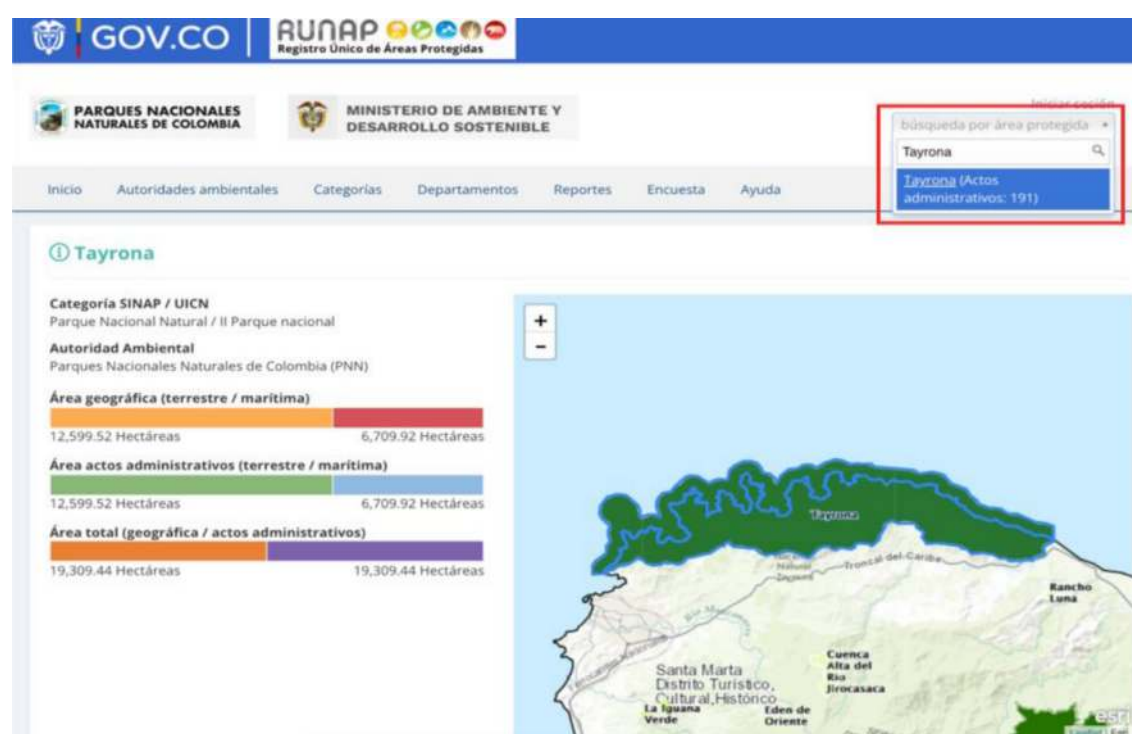 GOV.CO
RUNAP
Registro Único de Áreas Protegidas
PARQUES NACIONALES
NATURALES DE COLOMBIA
MINISTERIO DE AMBIENTE Y
DESARROLLO SOSTENIBLE
Iniciar sesión
búsqueda por área protegida
Tayrona
Tayrona (Actos
administrativos: 191)
Inicio Autoridades ambientales Categorías Departamentos Reportes Encuesta Ayuda
Tayrona
Categoría SINAP / UICN
Parque Nacional Natural / II Parque nacional
Autoridad Ambiental
Parques Nacionales Naturales de Colombia (PNN)
Área geográfica (terrestre / marítima)
12,599.52 Hectáreas 6,709.92 Hectáreas
Área actos administrativos (terrestre / marítima)
12,599.52 Hectáreas 6,709.92 Hectáreas
Área total (geográfica / actos administrativos)
19,309.44 Hectáreas 19,309.44 Hectáreas
+
−
Tayrona
Troncal del Caribe
Rancho
Luna
Cuenca
Alta del
Rio
Jirocasaca
Santa Marta
Distrito Turístico,
Cultural,Histórico
La Iguana
Verde
Eden de
Oriente
esri